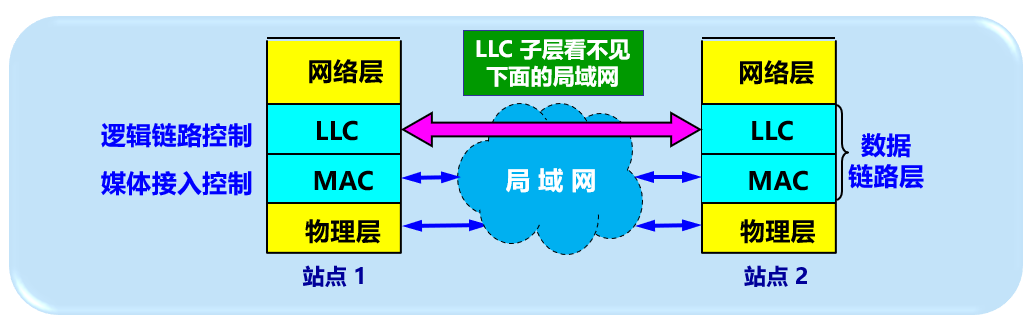 LLC 子层看不见
下面的局域网
网络层
网络层
逻辑链路控制
LLC
LLC
数据
链路层
媒体接入控制
MAC
局域网
MAC
物理层
物理层
站点 1
站点 2